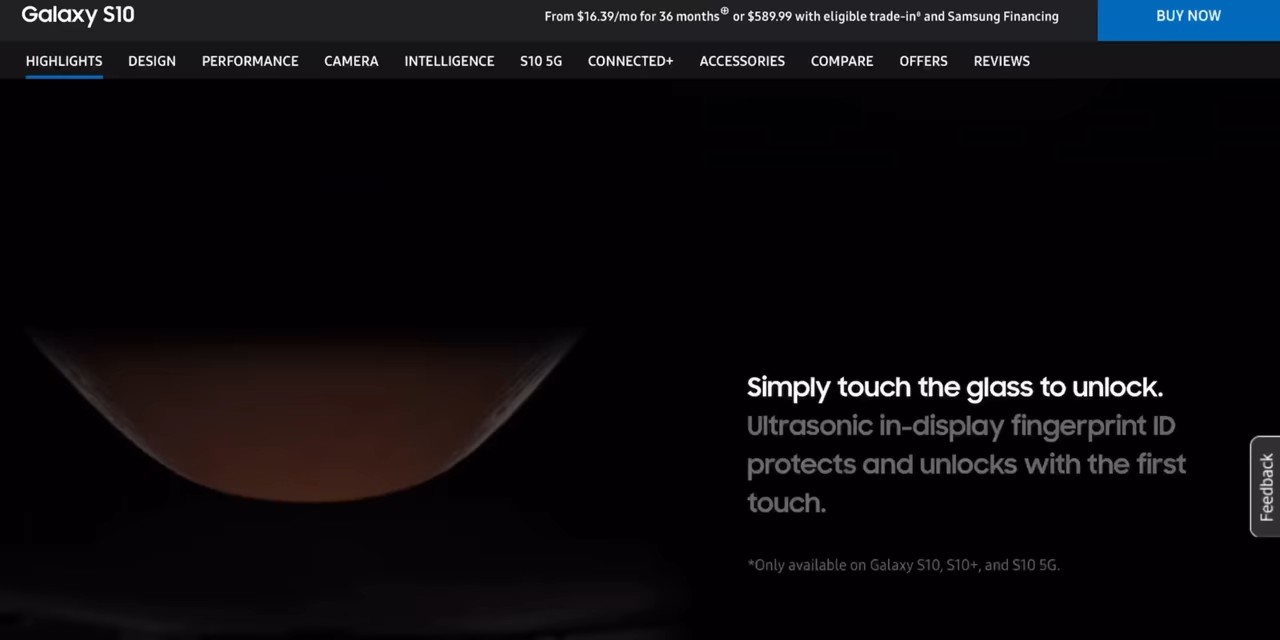 Galaxy S10
From $16.39/mo for 36 months⊕ or $589.99 with eligible trade-in⁶ and Samsung Financing
BUY NOW
HIGHLIGHTS DESIGN PERFORMANCE CAMERA INTELLIGENCE S10 5G CONNECTED+ ACCESSORIES COMPARE OFFERS REVIEWS
Simply touch the glass to unlock.
Ultrasonic in-display fingerprint ID
protects and unlocks with the first
touch.
Feedback
*Only available on Galaxy S10, S10+, and S10 5G.